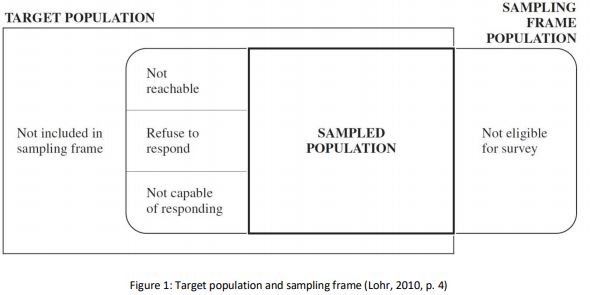 TARGET POPULATION
SAMPLING
FRAME
POPULATION
Not
reachable
Not included in
sampling frame
Refuse to
respond
SAMPLED
POPULATION
Not eligible
for survey
Not capable
of responding
Figure 1: Target population and sampling frame (Lohr, 2010, p. 4)